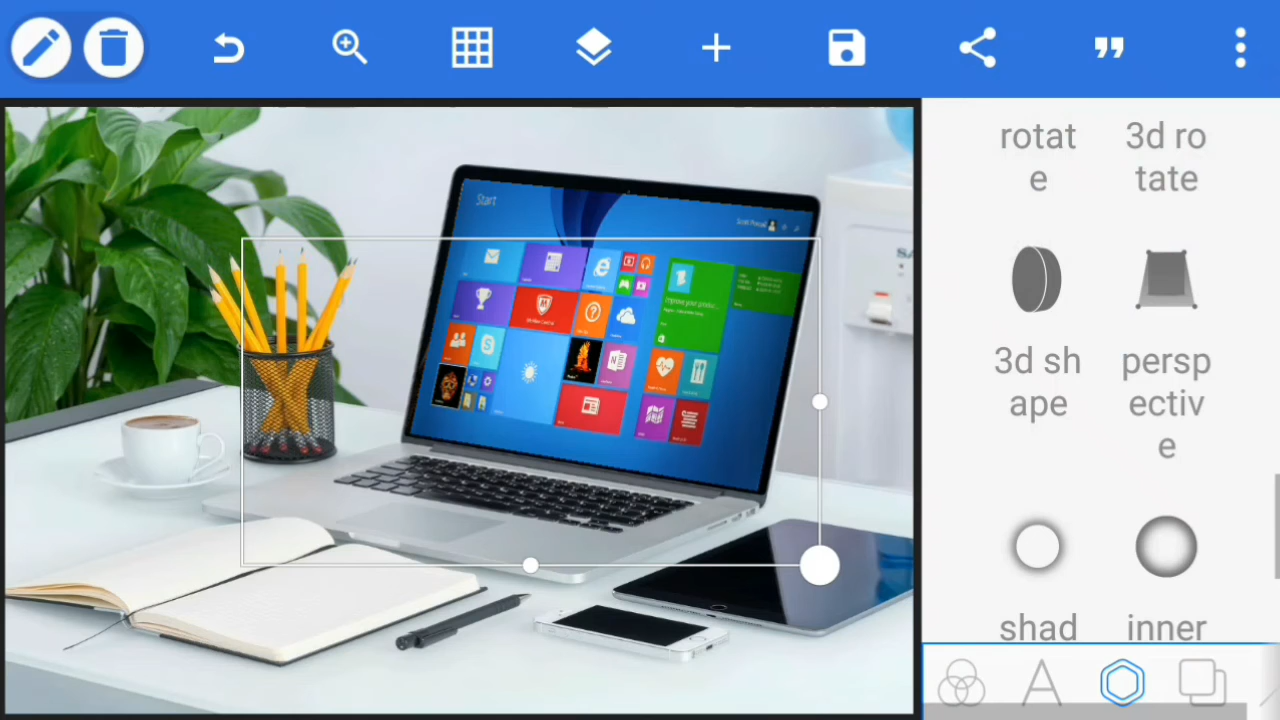 rotat
e
3d ro
tate
Start
3d sh
ape
persp
ectiv
e
shad
inner